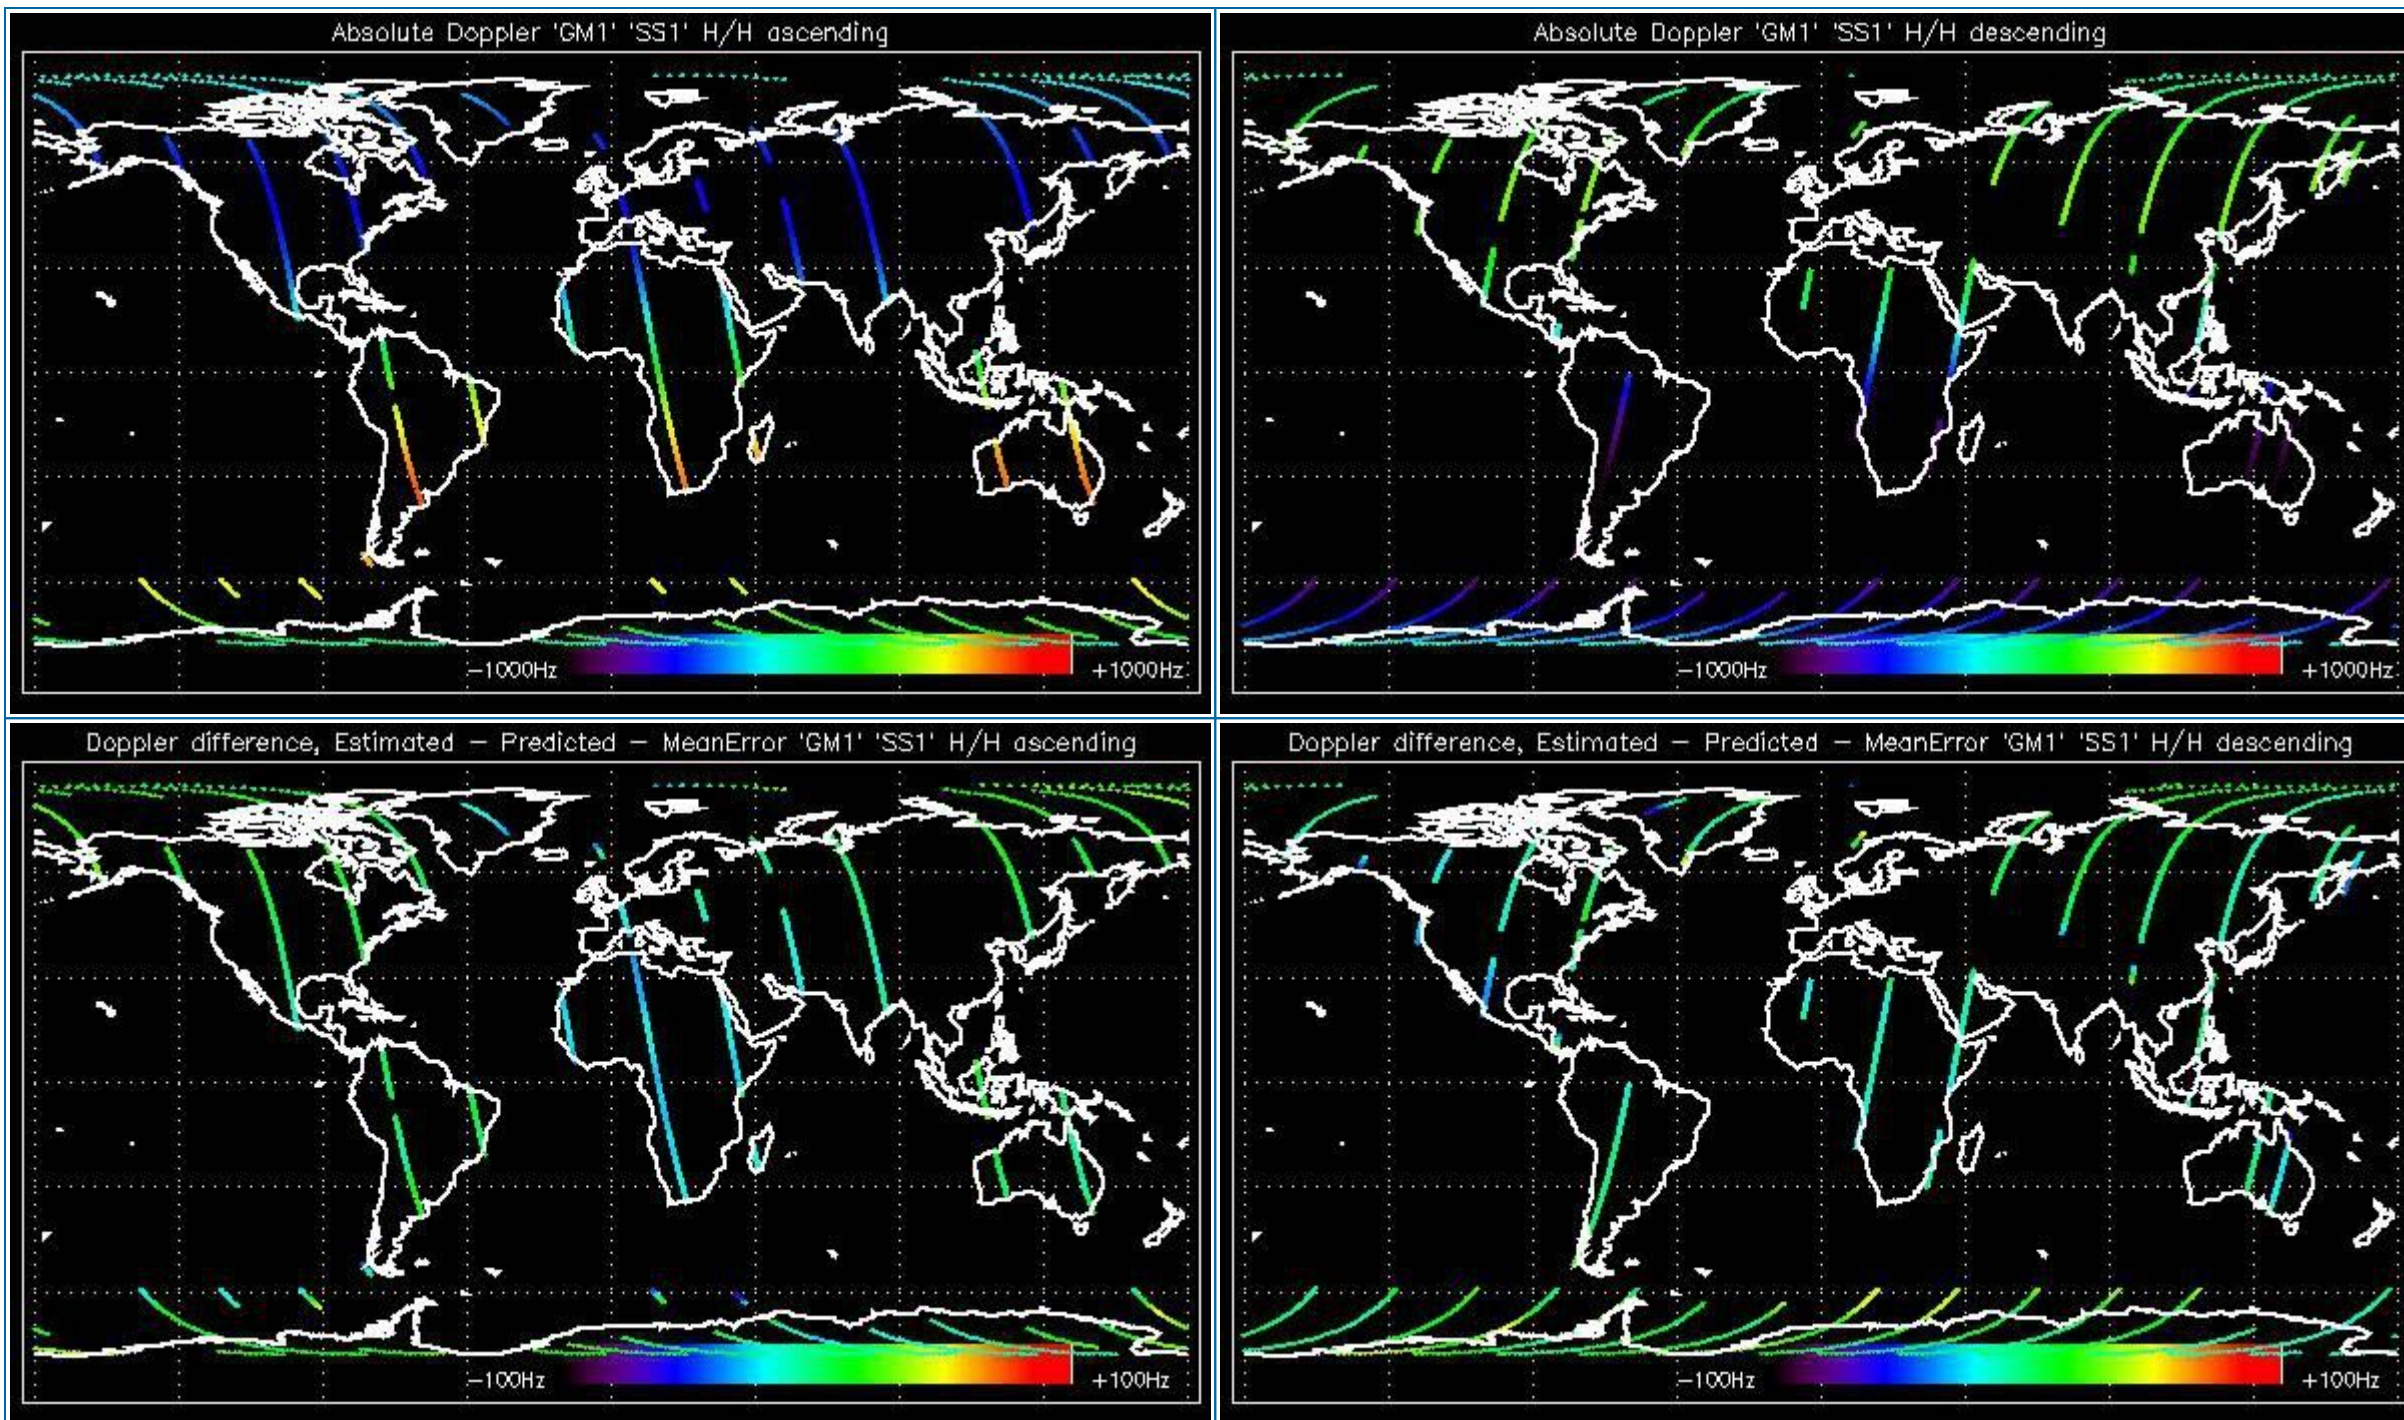 Absolute Doppler 'GM1' 'SS1' H/H ascending
−1000Hz +1000Hz
Absolute Doppler 'GM1' 'SS1' H/H descending
−1000Hz +1000Hz
Doppler difference, Estimated − Predicted − MeanError 'GM1' 'SS1' H/H ascending
−100Hz +100Hz
Doppler difference, Estimated − Predicted − MeanError 'GM1' 'SS1' H/H descending
−100Hz +100Hz